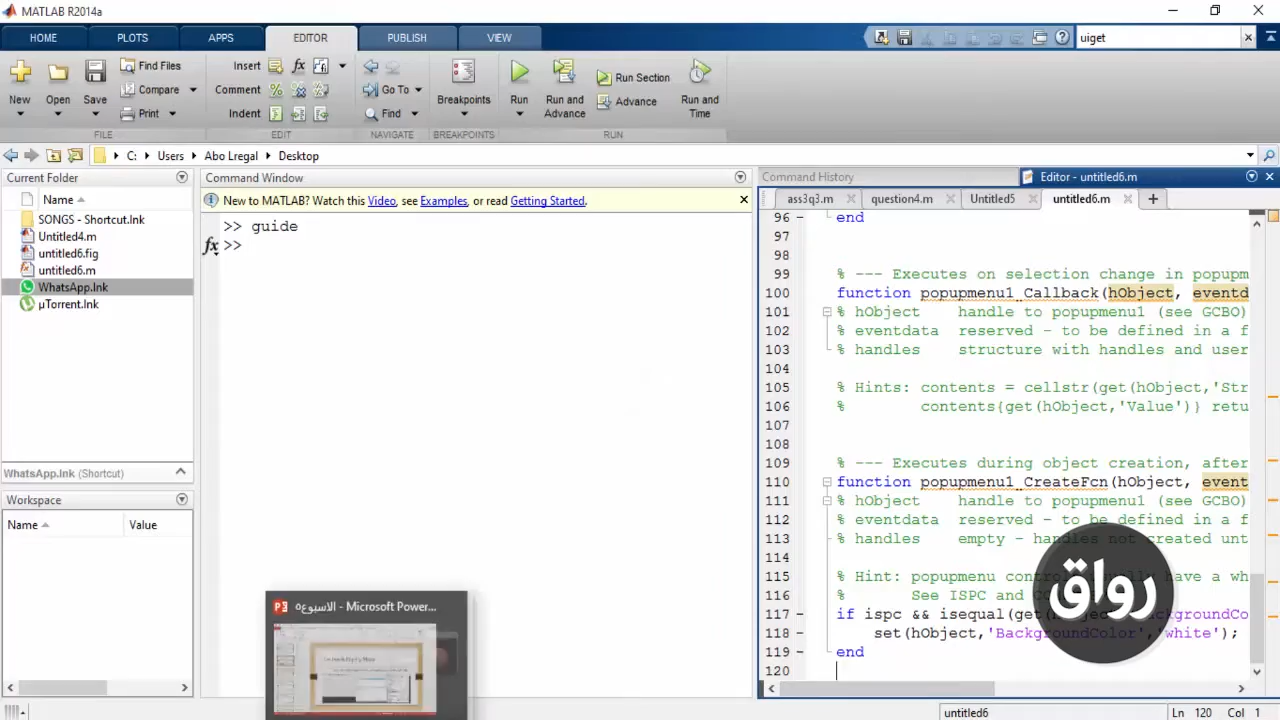 MATLAB R2014a
HOME
PLOTS
APPS
EDITOR
PUBLISH
VIEW
uiget
New
Open
Save
Find Files
Compare
Print
FILE
Insert
Comment
Indent
EDIT
Go To
Find
NAVIGATE
Breakpoints
BREAKPOINTS
Run
Run and Advance
Run Section
Advance
Run and Time
RUN
C:
Users
Abo Lregal
Desktop
Current Folder
Name
SONGS - Shortcut.lnk
Untitled4.m
untitled6.fig
untitled6.m
WhatsApp.lnk
µTorrent.lnk
WhatsApp.lnk (Shortcut)
Workspace
Name
Value
Command Window
New to MATLAB? Watch this Video, see Examples, or read Getting Started.
>> guide
fx >>
Command History
Editor - untitled6.m
ass3q3.m
question4.m
Untitled5
untitled6.m
96 end
97
98
99 % --- Executes on selection change in popupm
100 function popupmenu1_Callback(hObject, eventd
101 % hObject handle to popupmenu1 (see GCBO)
102 % eventdata reserved - to be defined in a f
103 % handles structure with handles and user
104
105 % Hints: contents = cellstr(get(hObject,'Str
106 % contents{get(hObject,'Value')} retu
107
108
109 % --- Executes during object creation, after
110 function popupmenu1_CreateFcn(hObject, event
111 % hObject handle to popupmenu1 (see GCBO)
112 % eventdata reserved - to be defined in a f
113 % handles empty - handles not created unt
114
115 % Hint: popupmenu have a wh
116 % See ISPC and
117 if ispc && isequal(get(
118 set(hObject,'BackgroundColor','white');
119 end
120
رواق
الاسبوع٥ - Microsoft Power...
untitled6
Ln 120 Col 1